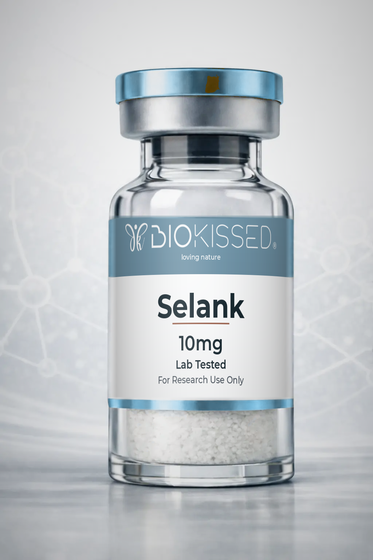 BIOKISSED®
loving nature
Selank
10mg
Lab Tested
For Research Use Only